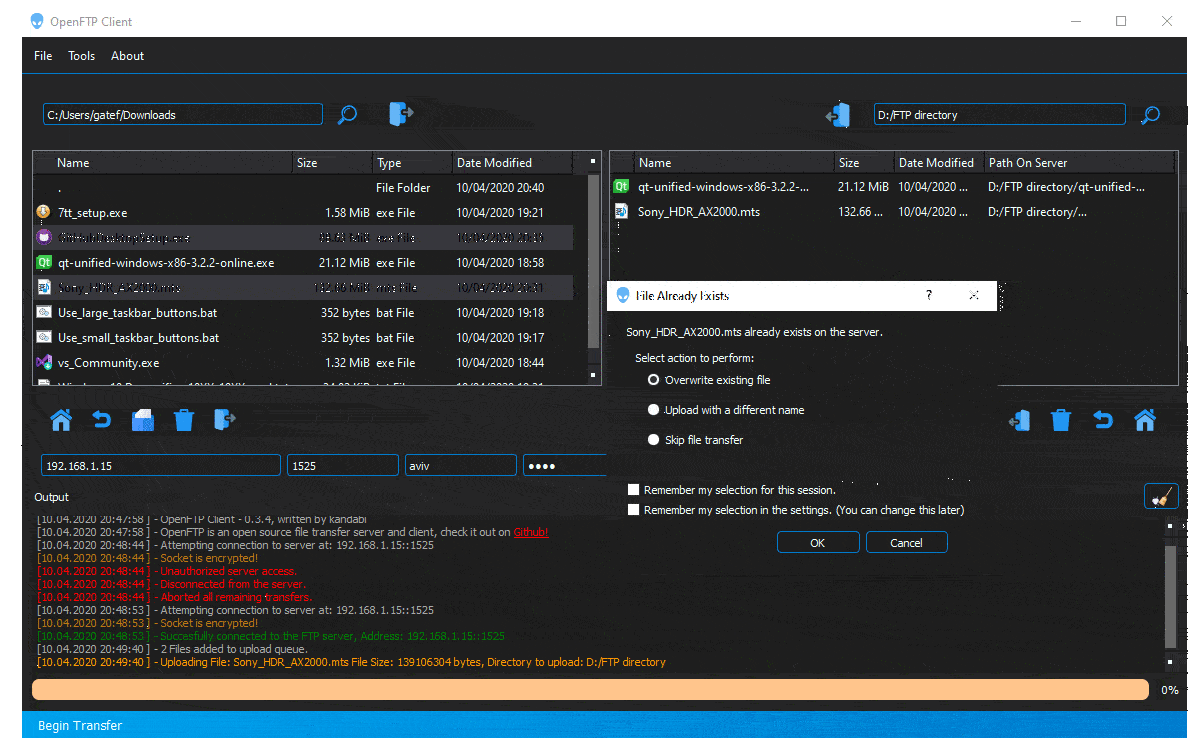 OpenFTP Client
File Tools About
C:/Users/gatef/Downloads
D:/FTP directory
Name Size Type Date Modified
. File Folder 10/04/2020 20:40
7tt_setup.exe 1.58 MiB exe File 10/04/2020 19:21
exe File
qt-unified-windows-x86-3.2.2-online.exe 21.12 MiB exe File 10/04/2020 18:58
Sony_HDR_AX2000.mts 132.66 MiB mts File
Use_large_taskbar_buttons.bat 352 bytes bat File 10/04/2020 19:18
Use_small_taskbar_buttons.bat 352 bytes bat File 10/04/2020 19:17
vs_Community.exe 1.32 MiB exe File 10/04/2020 18:44
Name Size Date Modified Path On Server
Qt qt-unified-windows-x86-3.2.2-... 21.12 MiB 10/04/2020 ... D:/FTP directory/qt-unified-...
Sony_HDR_AX2000.mts 132.66 ... 10/04/2020 ... D:/FTP directory/...
File Already Exists ?
Sony_HDR_AX2000.mts already exists on the server.
Select action to perform:
Overwrite existing file
Upload with a different name
Skip file transfer
Remember my selection for this session.
Remember my selection in the settings. (You can change this later)
OK Cancel
192.168.1.15 1525 aviv ●●●●
Output
[10.04.2020 20:47:58] - OpenFTP Client - 0.3.4, written by kandabi
[10.04.2020 20:47:58] - OpenFTP is an open source file transfer server and client, check it out on Github!
[10.04.2020 20:48:44] - Attempting connection to server at: 192.168.1.15::1525
[10.04.2020 20:48:44] - Socket is encrypted!
[10.04.2020 20:48:44] - Unauthorized server access.
[10.04.2020 20:48:44] - Disconnected from the server.
[10.04.2020 20:48:44] - Aborted all remaining transfers.
[10.04.2020 20:48:53] - Attempting connection to server at: 192.168.1.15::1525
[10.04.2020 20:48:53] - Socket is encrypted!
[10.04.2020 20:48:53] - Succesfully connected to the FTP server, Address: 192.168.1.15::1525
[10.04.2020 20:49:40] - 2 Files added to upload queue.
[10.04.2020 20:49:40] - Uploading File: Sony_HDR_AX2000.mts File Size: 139106304 bytes, Directory to upload: D:/FTP directory
0%
Begin Transfer